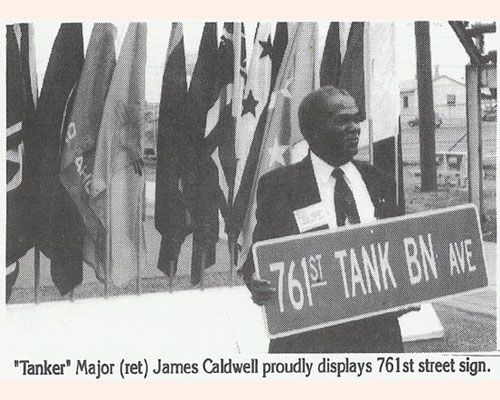 761ST TANK BN AVE
"Tanker" Major (ret) James Caldwell proudly displays 761st street sign.